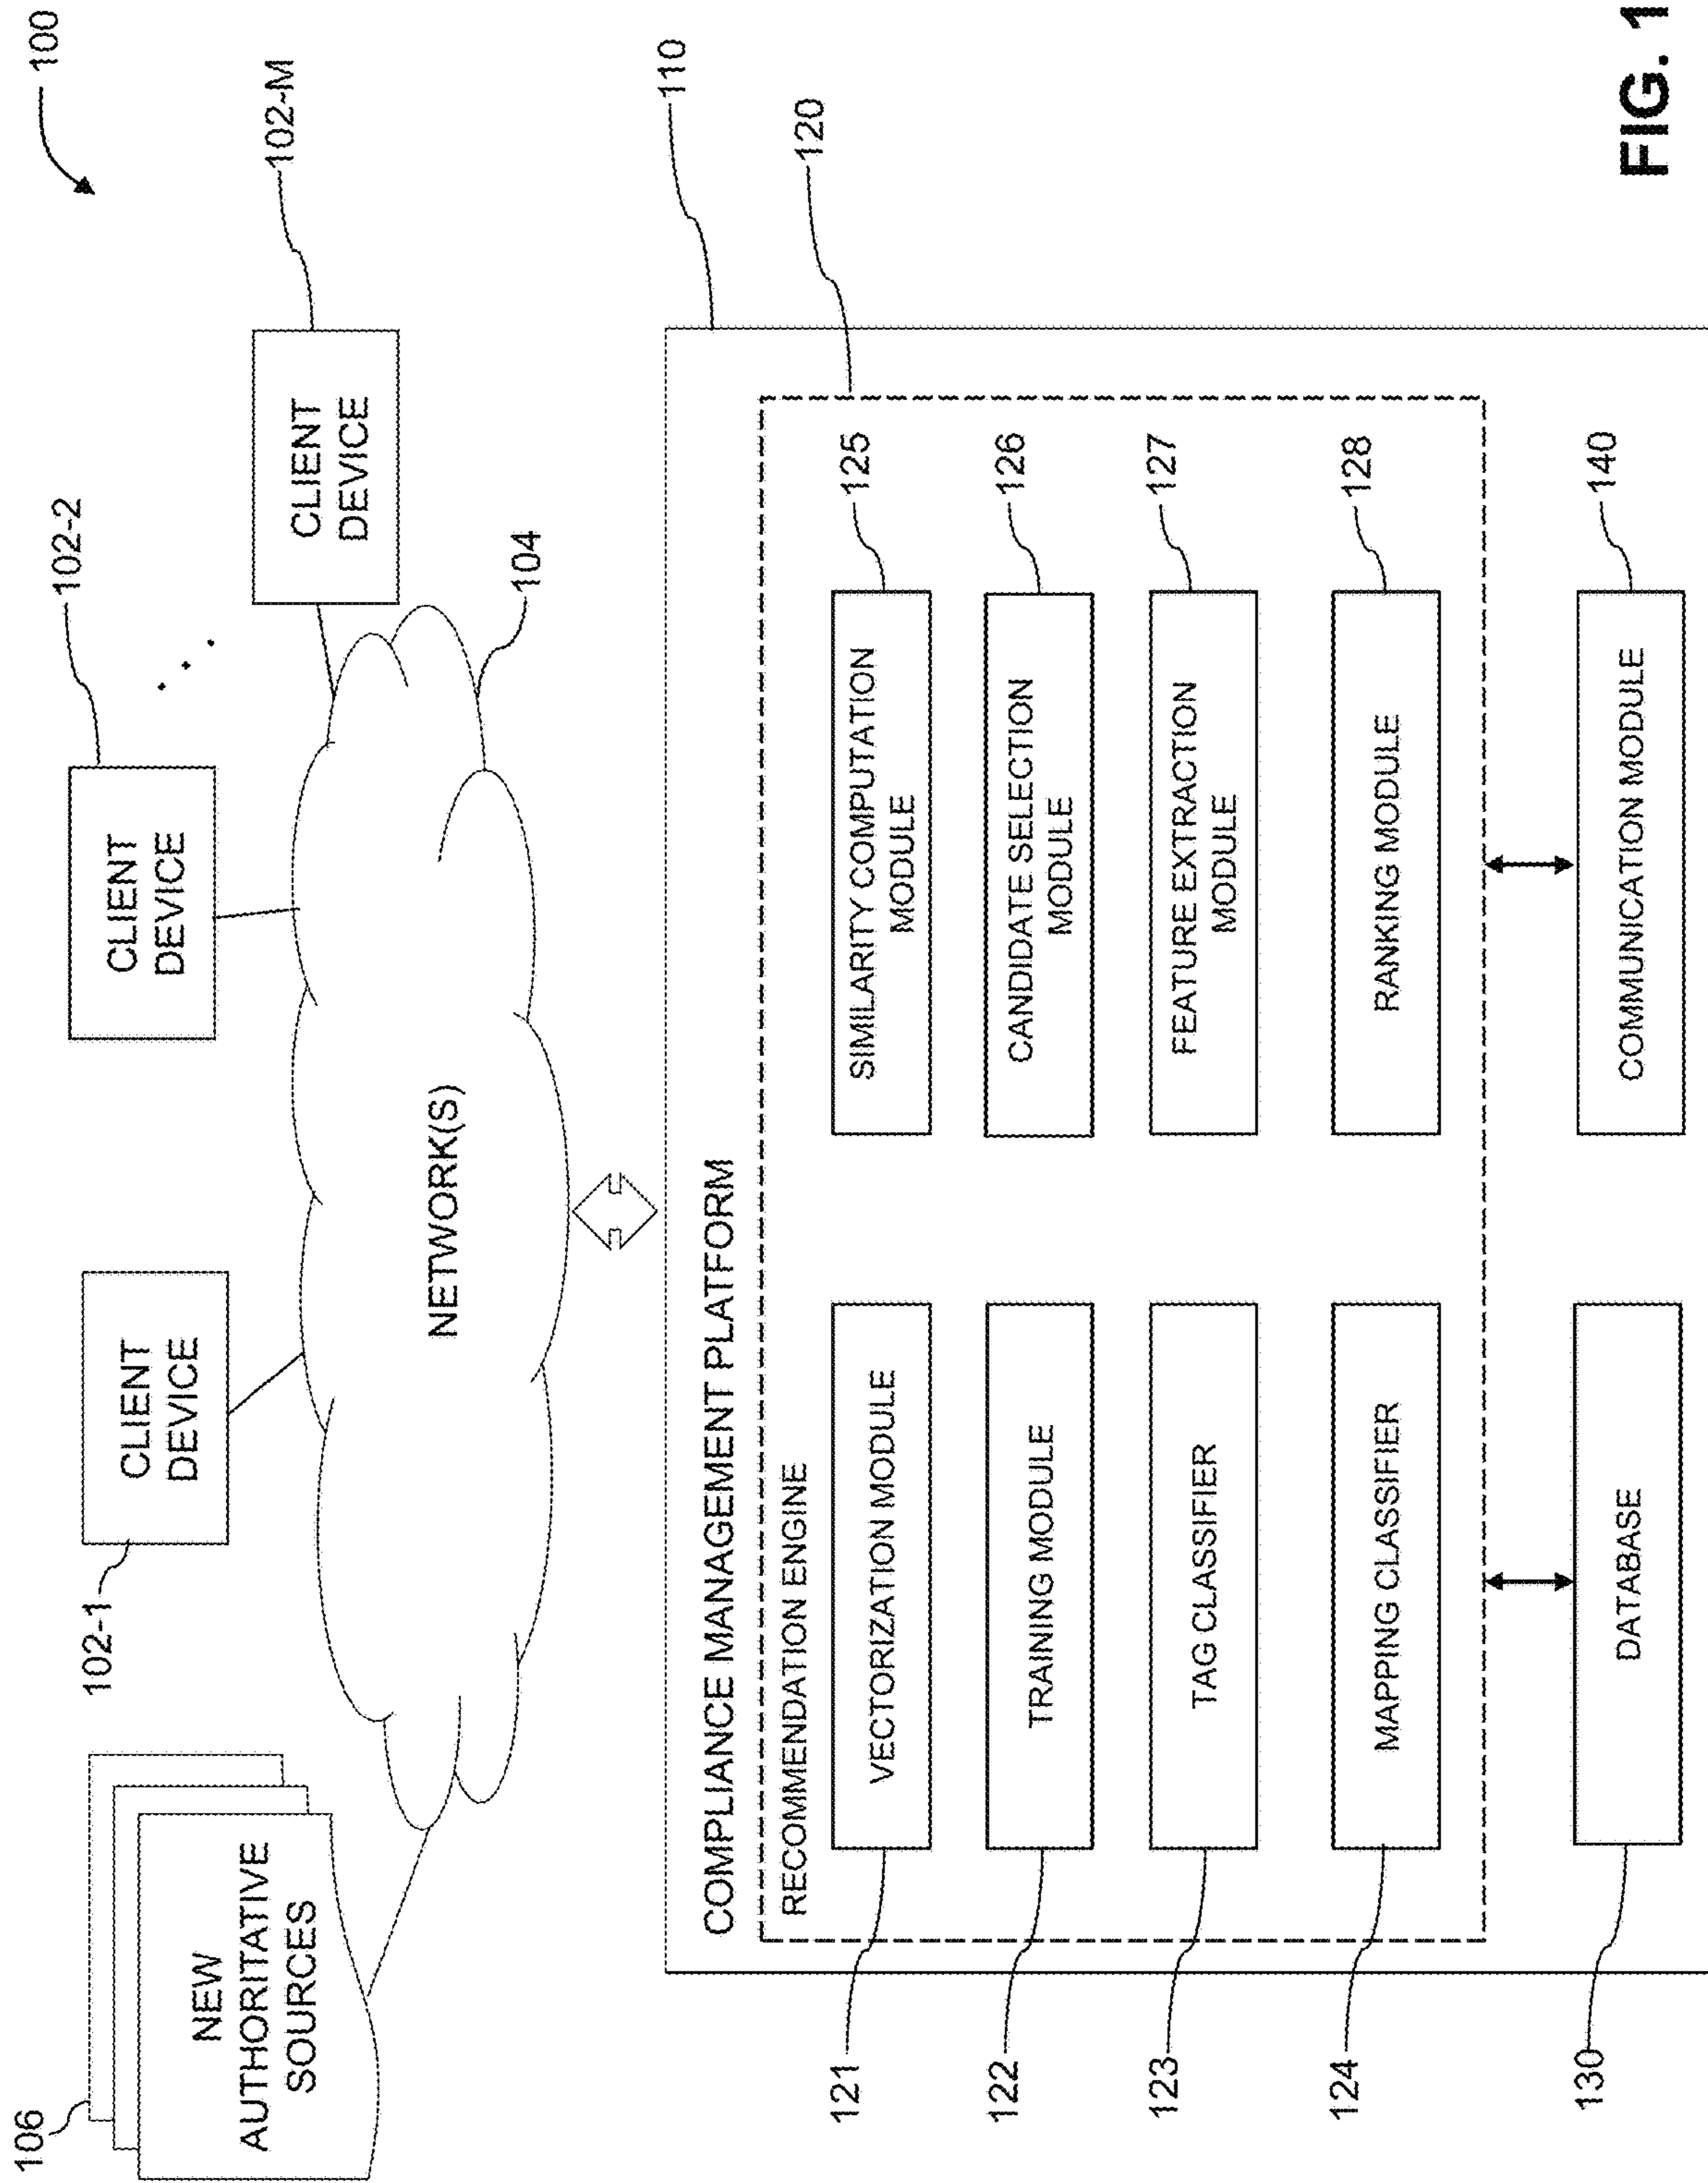 100
106
NEW
AUTHORITATIVE
SOURCES
102-1
CLIENT
DEVICE
102-2
CLIENT
DEVICE
102-M
CLIENT
DEVICE
NETWORK(S)
104
110
COMPLIANCE MANAGEMENT PLATFORM
120
RECOMMENDATION ENGINE
121
VECTORIZATION MODULE
SIMILARITY COMPUTATION
MODULE
125
122
TRAINING MODULE
CANDIDATE SELECTION
MODULE
126
123
TAG CLASSIFIER
FEATURE EXTRACTION
MODULE
127
124
MAPPING CLASSIFIER
RANKING MODULE
128
130
DATABASE
COMMUNICATION MODULE
140
FIG. 1